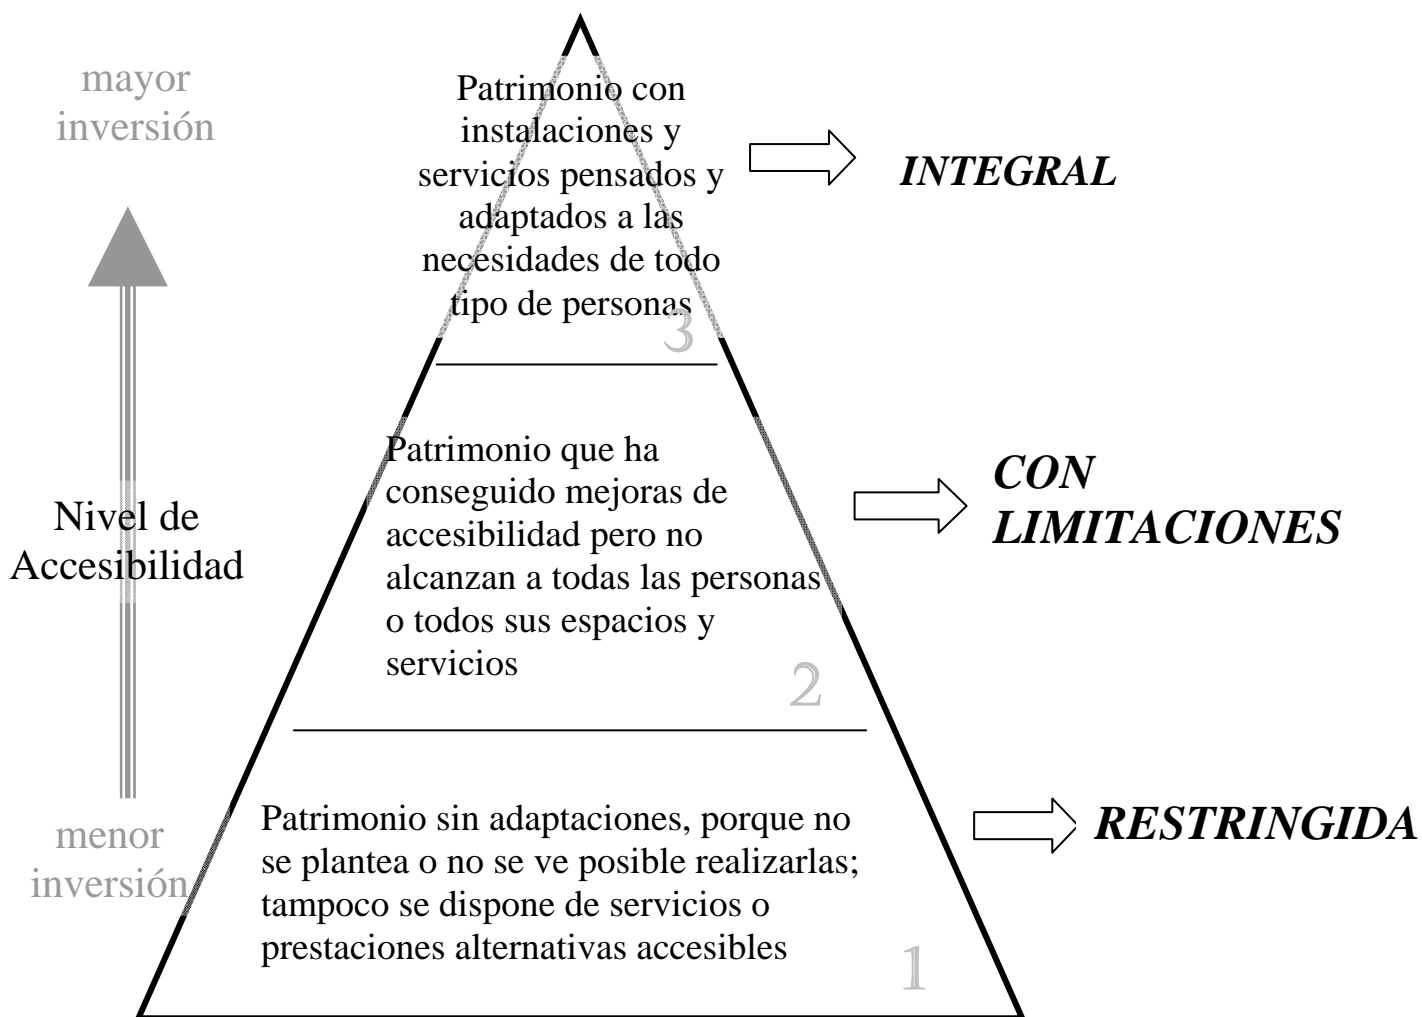 mayor
inversión
Patrimonio con
instalaciones y
servicios pensados y
adaptados a las
necesidades de todo
tipo de personas
3
INTEGRAL
Nivel de
Accesibilidad
Patrimonio que ha
conseguido mejoras de
accesibilidad pero no
alcanzan a todas las personas
o todos sus espacios y
servicios
2
CON
LIMITACIONES
menor
inversión
Patrimonio sin adaptaciones, porque no
se plantea o no se ve posible realizarlas;
tampoco se dispone de servicios o
prestaciones alternativas accesibles
1
RESTRINGIDA